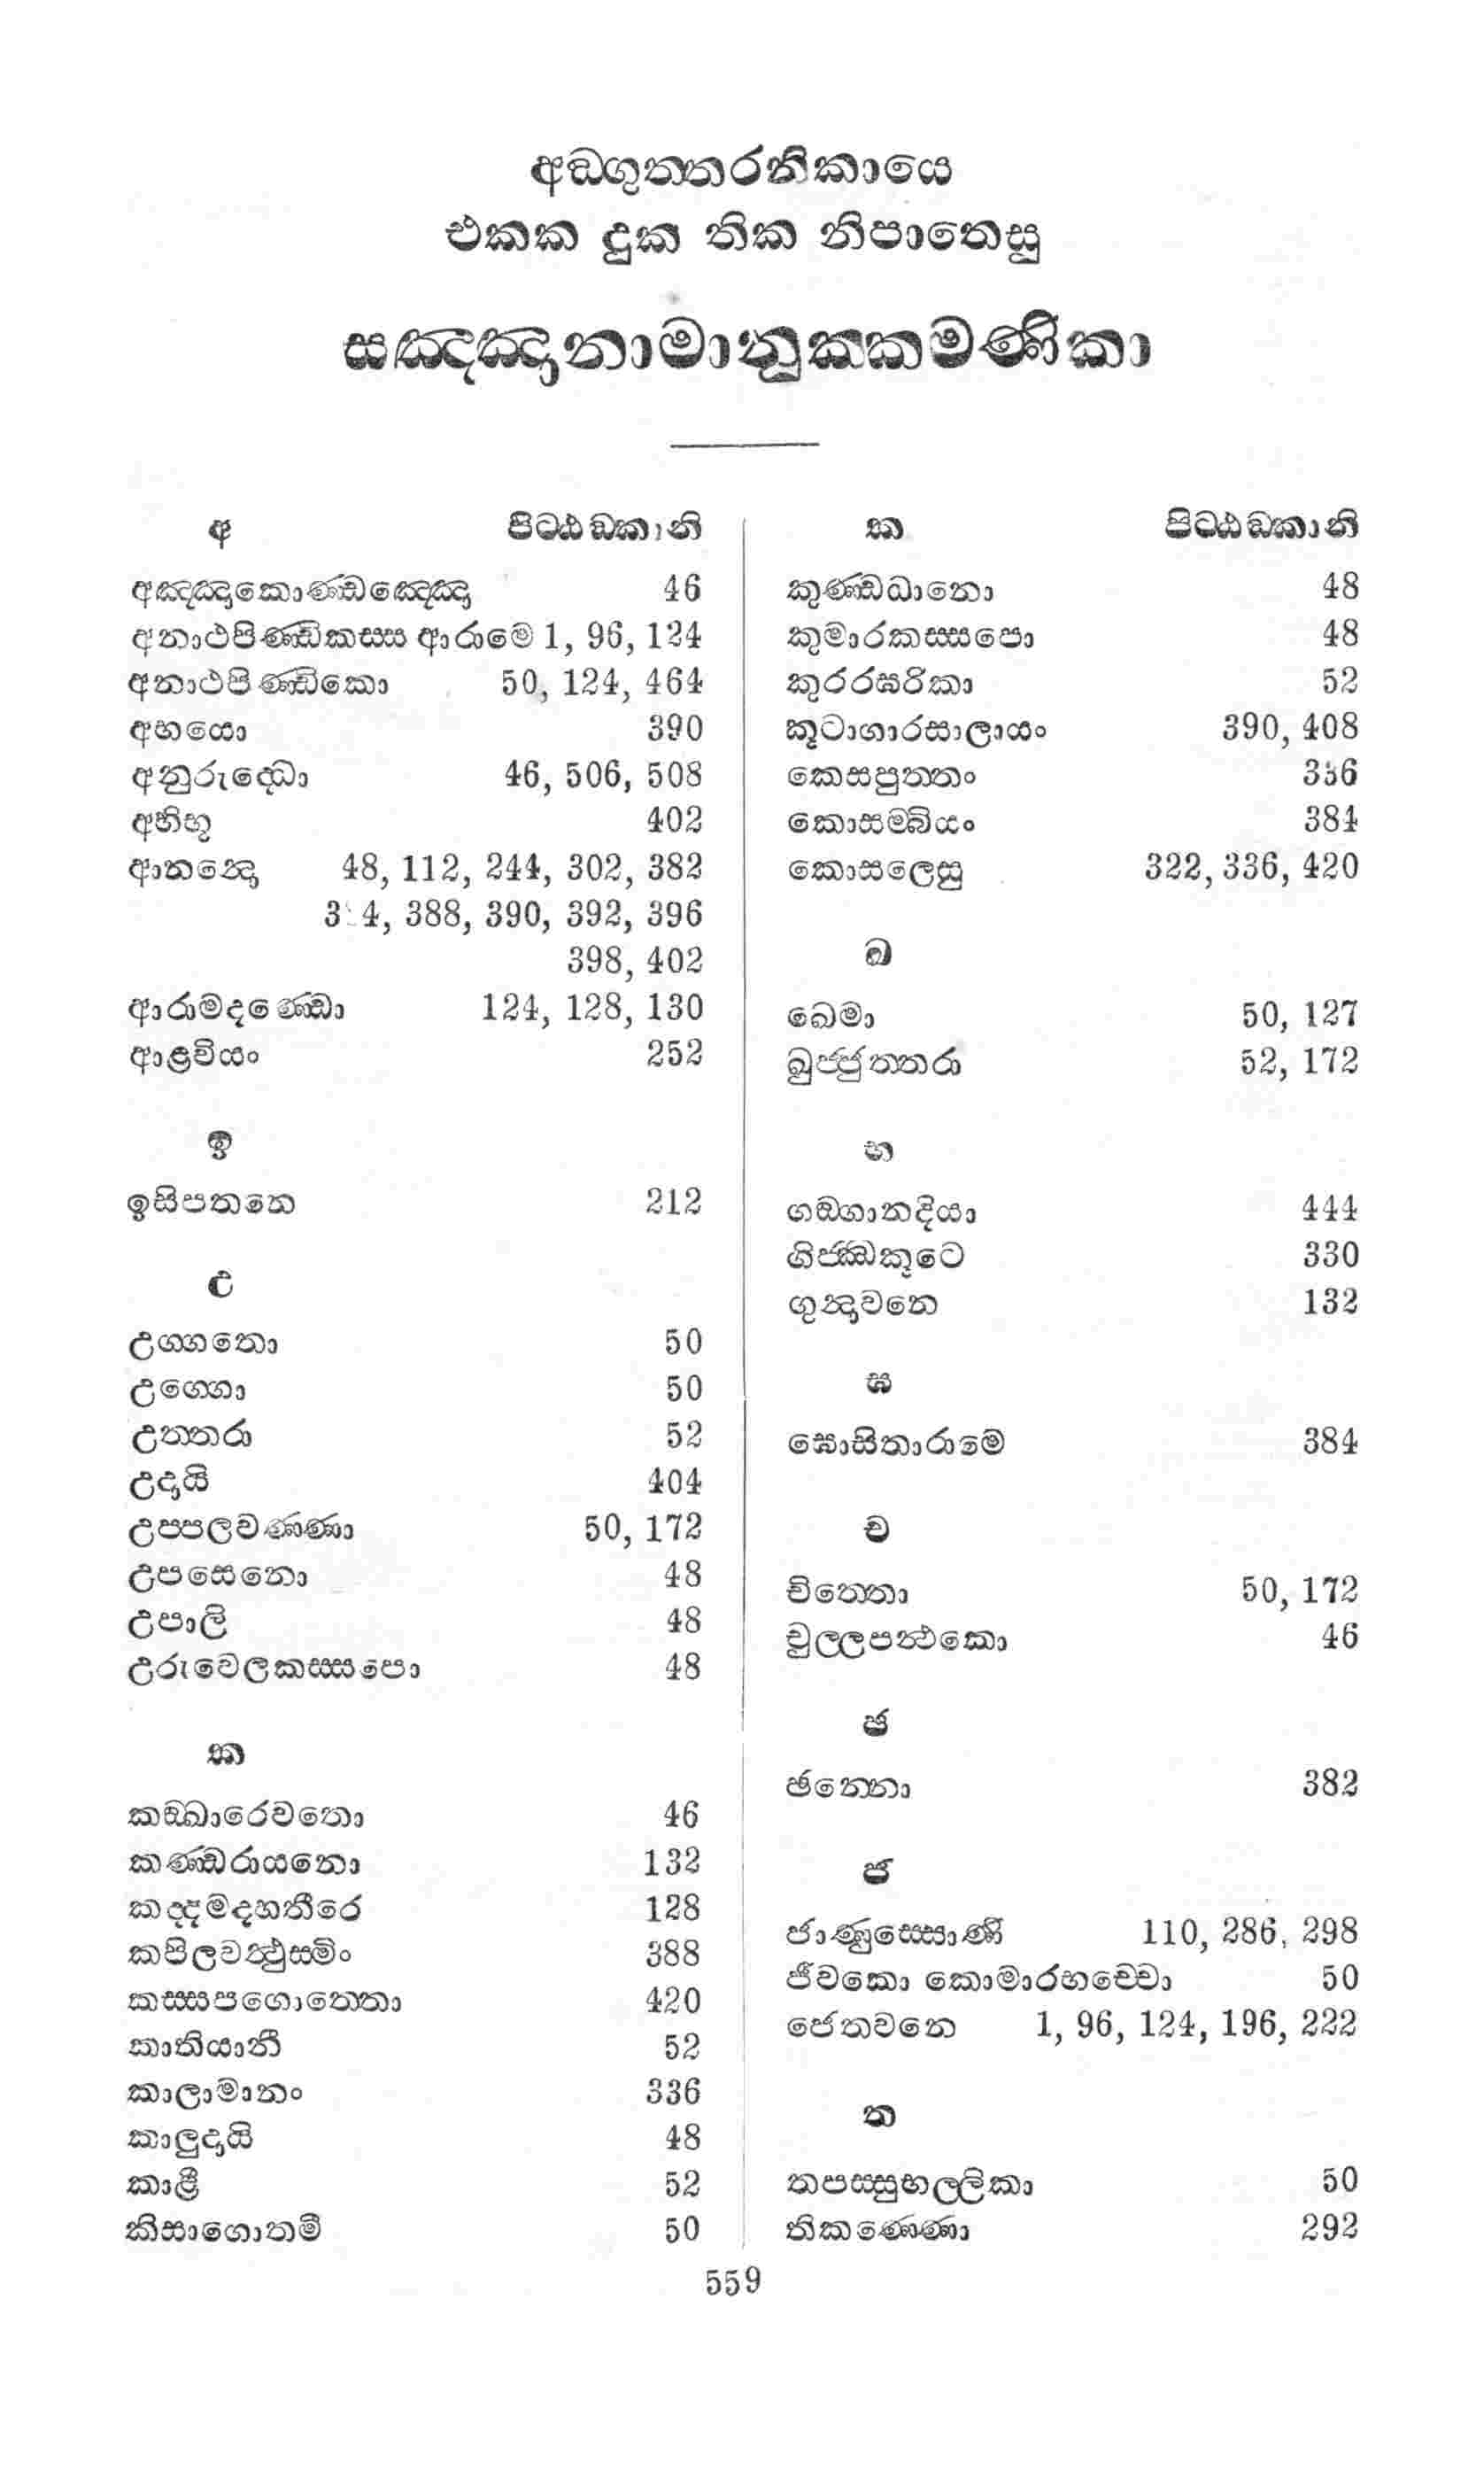 අඞගුත්තරනිකායෙ
එකක දුක තික නිපාතෙසු
සඤ්ඤානාමානුක්කමණිකා
අ පිට්ඨඞ්කානි
අඤ්ඤාකොණ්ඩඤ්ඤො 46
අනාථපිණ්ඩිකස්ස ආරාමෙ 1, 96, 124
අනාථපිණ්ඩිකො 50, 124, 464
අභයො 390
අනුරුද්ධො 46, 506, 508
අභිභූ 402
ආනන්දො 48, 112, 244, 302, 382
388, 390, 392, 396
398, 402
ආරාමදණ්ඩො 124, 128, 130
ආළවියං 252
ඉ
ඉසිපතනෙ 212
උ
උග්ගතො 50
උග්ගො 50
උත්තරා 52
උදායි 404
උප්පලවණ්ණා 50, 172
උපසෙනො 48
උපාලි 48
උරුවෙලකස්සපො 48
ක
කඞ්ඛාරෙවතො 46
කණ්ඩරායනො 132
කද්දමදහතීරෙ 128
කපිලවත්ථුස්මිං 388
කස්සපගොත්තො 420
කාතියානී 52
කාලාමානං 336
කාලුදායි 48
කාළී 52
කිසාගොතමී 50
ක පිට්ඨඞ්කානි
කුණ්ඩධානො 48
කුමාරකස්සපො 48
කුරරඝරිකා 52
කූටාගාරසාලායං 390, 408
කෙසපුත්තං 336
කොසම්බියං 384
කොසලෙසු 322, 336, 420
ඛ
ඛෙමා 50, 127
ඛුජ්ජුත්තරා 52, 172
ග
ගඞ්ගානදියා 444
ගිජ්ඣකූටෙ 330
ගුන්දාවනෙ 132
ඝ
ඝොසිතාරාමෙ 384
ච
චිත්තො 50, 172
චුල්ලපන්ථකො 46
ඡ
ඡන්නො 382
ජ
ජාණුස්සොණි 110, 286, 298
ජීවකො කොමාරභච්චො 50
ජෙතවනෙ 1, 96, 124, 196, 222
ත
තපස්සුභල්ලිකා 50
තිකණ්ණො 292
559